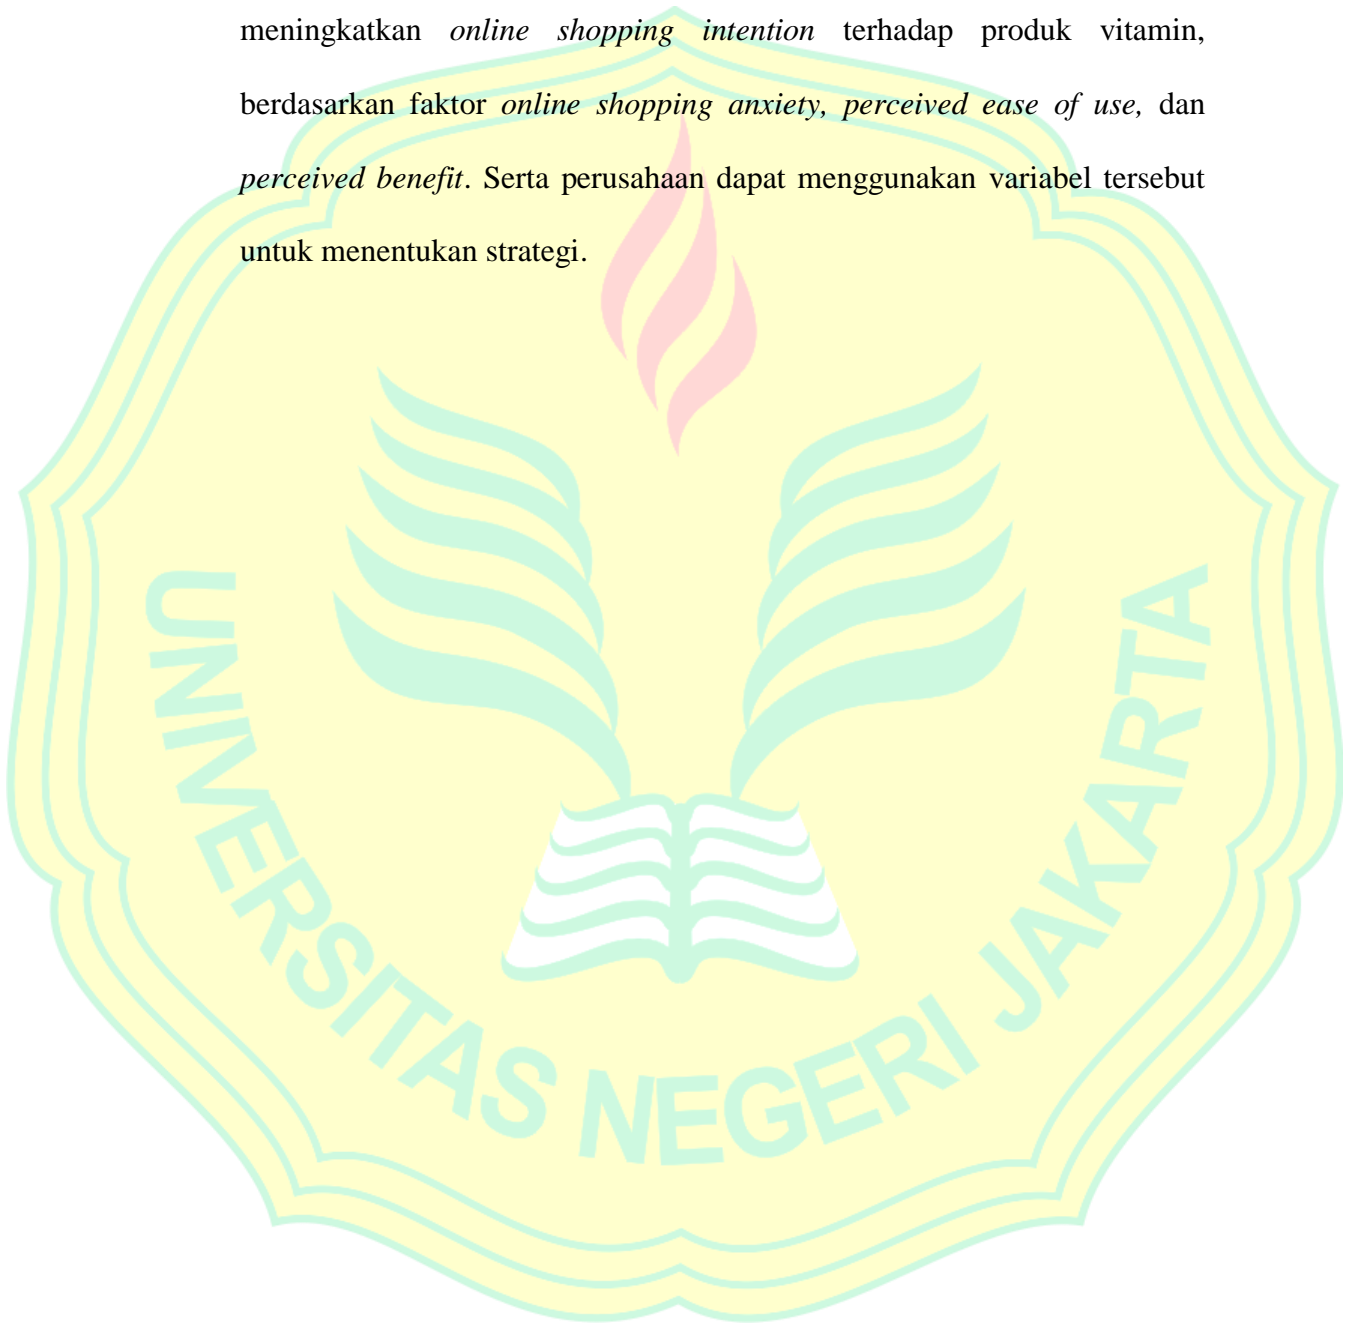 meningkatkan online shopping intention terhadap produk vitamin,
berdasarkan faktor online shopping anxiety, perceived ease of use, dan
perceived benefit. Serta perusahaan dapat menggunakan variabel tersebut
untuk menentukan strategi.
UNIVERSITAS NEGERI JAKARTA